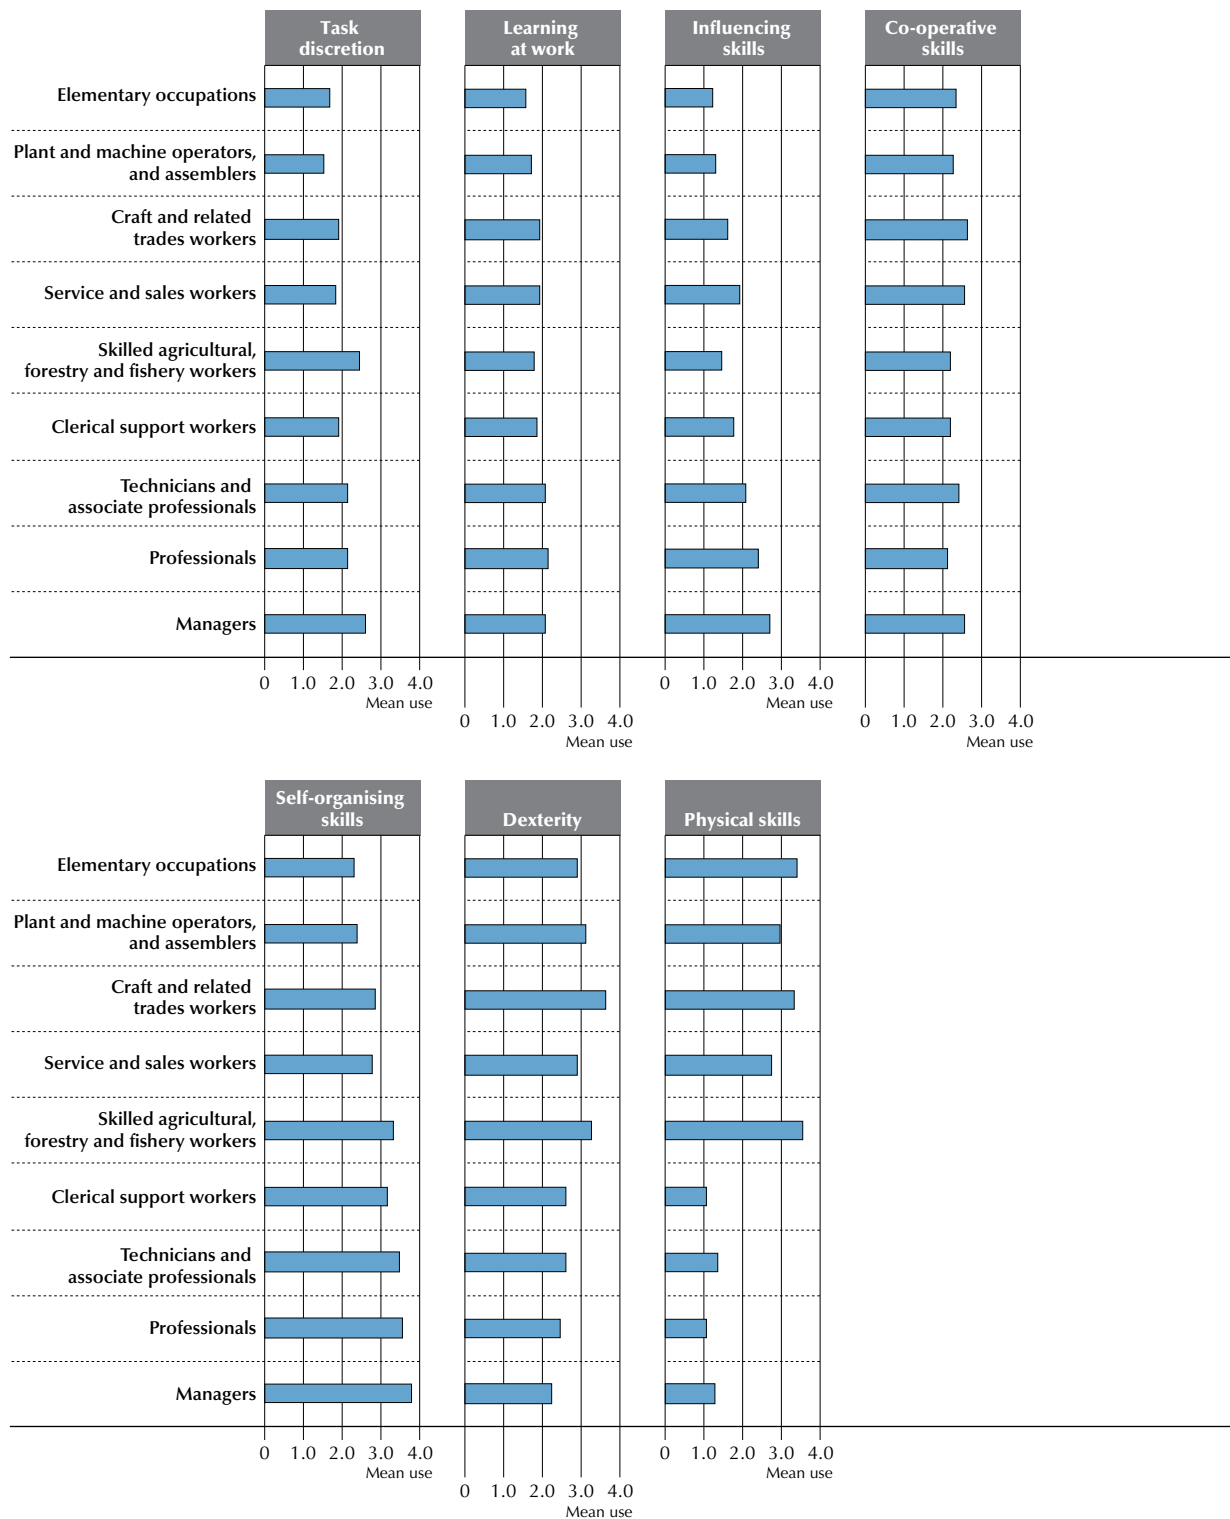 Task
discretion
Learning
at work
Influencing
skills
Co-operative
skills
Elementary occupations
Plant and machine operators,
and assemblers
Craft and related
trades workers
Service and sales workers
Skilled agricultural,
forestry and fishery workers
Clerical support workers
Technicians and
associate professionals
Professionals
Managers
0 1.0 2.0 3.0 4.0
Mean use
0 1.0 2.0 3.0 4.0
Mean use
0 1.0 2.0 3.0 4.0
Mean use
0 1.0 2.0 3.0 4.0
Mean use
Self-organising
skills
Dexterity
Physical skills
Elementary occupations
Plant and machine operators,
and assemblers
Craft and related
trades workers
Service and sales workers
Skilled agricultural,
forestry and fishery workers
Clerical support workers
Technicians and
associate professionals
Professionals
Managers
0 1.0 2.0 3.0 4.0
Mean use
0 1.0 2.0 3.0 4.0
Mean use
0 1.0 2.0 3.0 4.0
Mean use